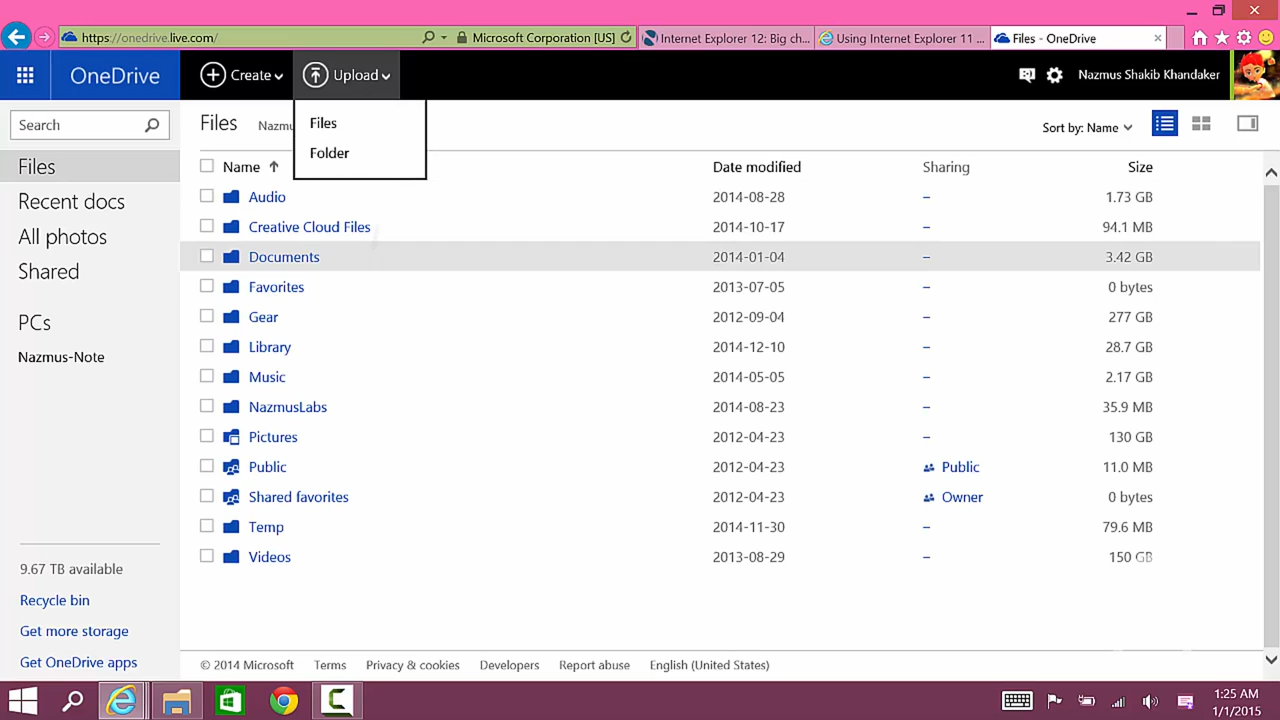 https://onedrive.live.com/ Microsoft Corporation [US] Internet Explorer 12: Big ch... Using Internet Explorer 11 ... Files - OneDrive
OneDrive Create Upload Nazmus Shakib Khandaker
Search Files Nazmu Files Sort by: Name
Folder
Files Name Date modified Sharing Size
Audio 2014-08-28 – 1.73 GB
Recent docs Creative Cloud Files 2014-10-17 – 94.1 MB
All photos Documents 2014-01-04 – 3.42 GB
Shared Favorites 2013-07-05 – 0 bytes
PCs Gear 2012-09-04 – 277 GB
Nazmus-Note Library 2014-12-10 – 28.7 GB
Music 2014-05-05 – 2.17 GB
NazmusLabs 2014-08-23 – 35.9 MB
Pictures 2012-04-23 – 130 GB
Public 2012-04-23 Public 11.0 MB
Shared favorites 2012-04-23 Owner 0 bytes
Temp 2014-11-30 – 79.6 MB
Videos 2013-08-29 – 150 GB
9.67 TB available
Recycle bin
Get more storage
Get OneDrive apps
© 2014 Microsoft Terms Privacy & cookies Developers Report abuse English (United States)
1:25 AM
1/1/2015